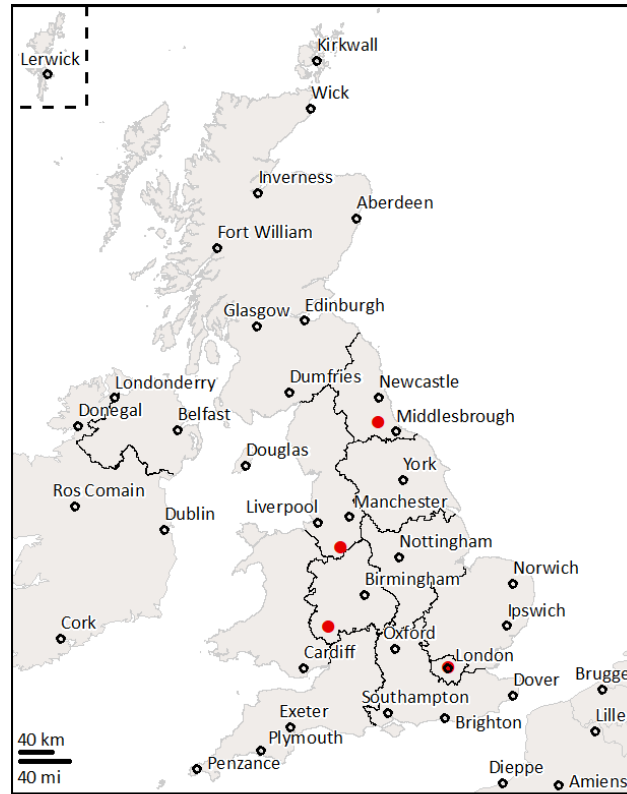 Kirkwall
Lerwick
Wick
Inverness
Aberdeen
Fort William
Glasgow
Edinburgh
Dumfries
Londonderry
Newcastle
Donegal
Belfast
Middlesbrough
Douglas
York
Ros Comain
Liverpool
Manchester
Dublin
Nottingham
Birmingham
Norwich
Ipswich
Cork
Oxford
Cardiff
London
Brugge
Dover
Southampton
Exeter
Brighton
Lille
40 km
Plymouth
Penzance
40 mi
Dieppe
Amiens